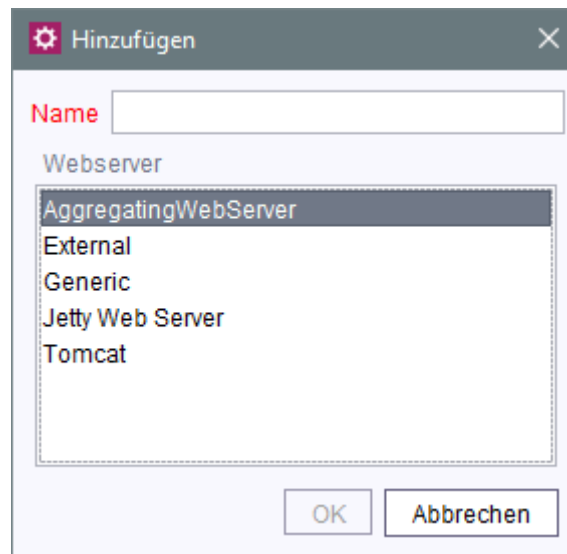 Hinzufügen
Name
Webserver
AggregatingWebServer
External
Generic
Jetty Web Server
Tomcat
OK Abbrechen